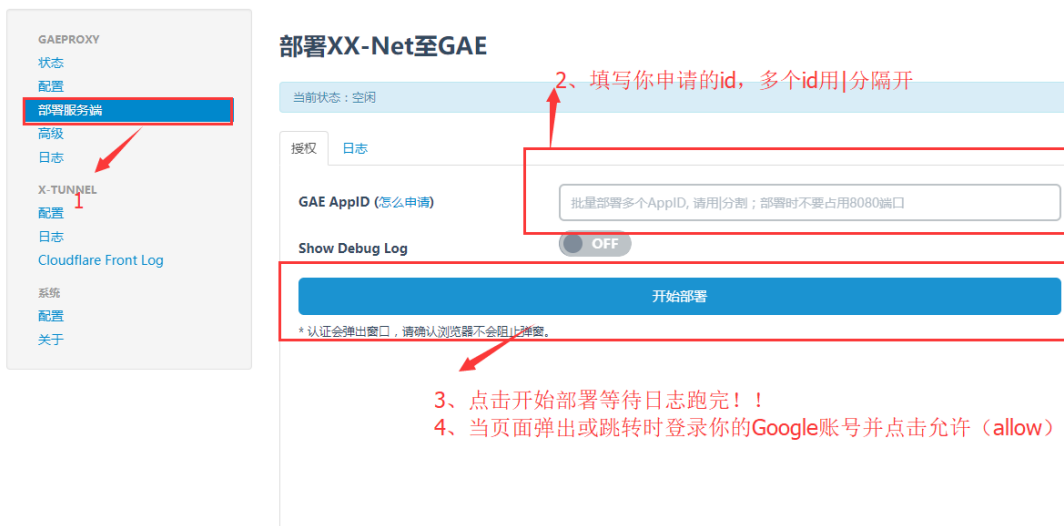 GAEPROXY
状态
配置
部署服务端
高级
日志
X-TUNNEL
1
配置
日志
Cloudflare Front Log
系统
配置
关于
部署XX-Net至GAE
2、填写你申请的id，多个id用|分隔开
当前状态：空闲
授权 日志
GAE AppID (怎么申请) 批量部署多个AppID, 请用|分割；部署时不要占用8080端口
Show Debug Log OFF
开始部署
* 认证会弹出窗口，请确认浏览器不会阻止弹窗。
3、点击开始部署等待日志跑完！！
4、当页面弹出或跳转时登录你的Google账号并点击允许（allow）